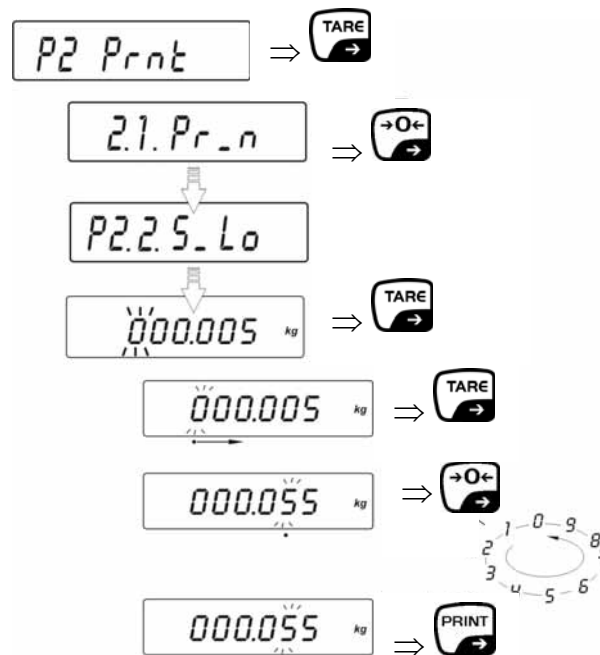 P2 Prnt ⇒ TARE →
2.1. Pr_n ⇒ →0← →
P2.2. S_Lo
000.005 kg ⇒ TARE →
000.005 kg ⇒ TARE →
000.055 kg ⇒ →0← →
1 0 9 8
2
3 4 5 6
000.055 kg ⇒ PRINT →